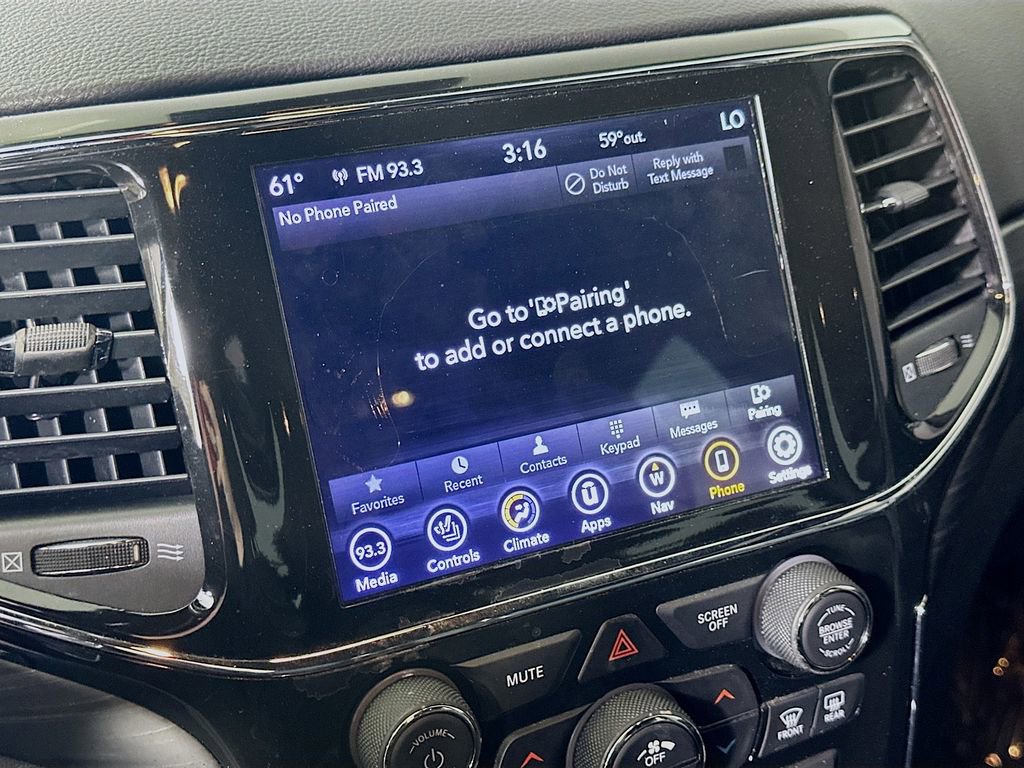 61° FM 93.3 3:16 59°out. LO
No Phone Paired Do Not Disturb Reply with Text Message
Go to 'Pairing'
to add or connect a phone.
Favorites Recent Contacts Keypad Messages Pairing
93.3 W
Media Controls Climate Apps Nav Phone Settings
MUTE SCREEN OFF
TUNE
BROWSE
ENTER
SCROLL
VOLUME
OFF
FRONT REAR